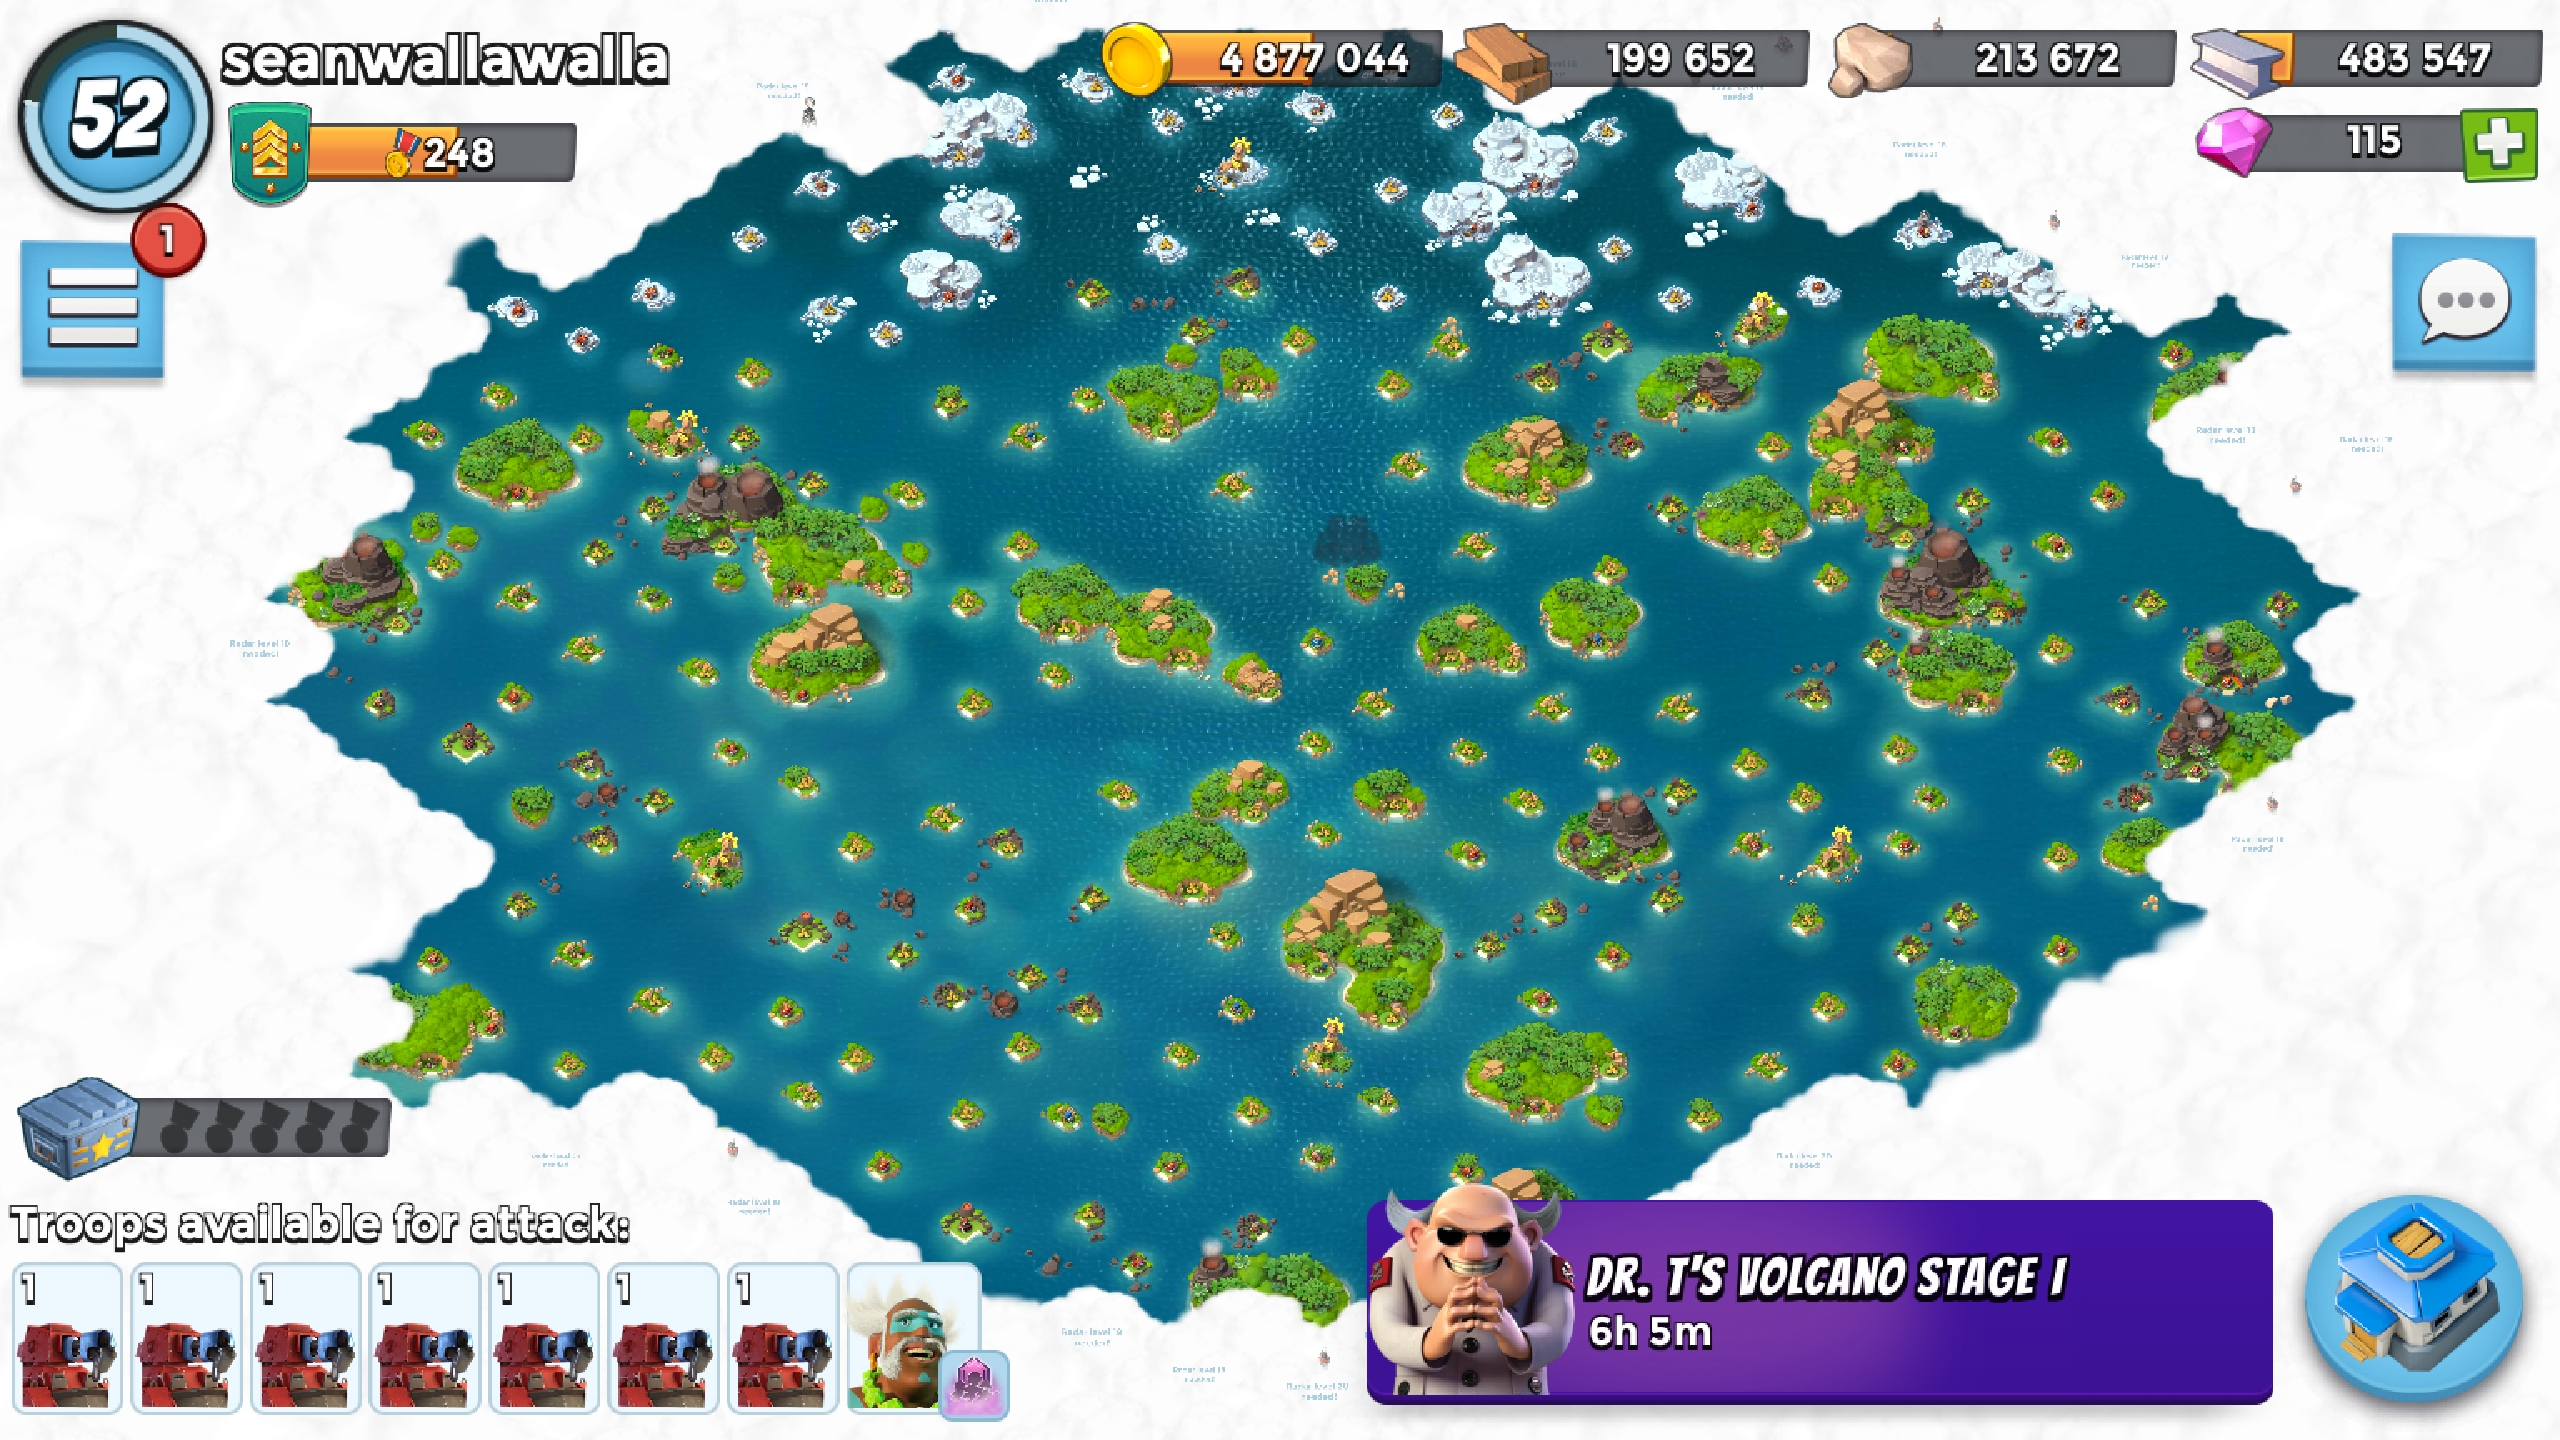 52
seanwallawalla
248
4 877 044
199 652
213 672
483 547
115
1
Troops available for attack:
1
1
1
1
1
1
1
DR. T'S VOLCANO STAGE I
6h 5m